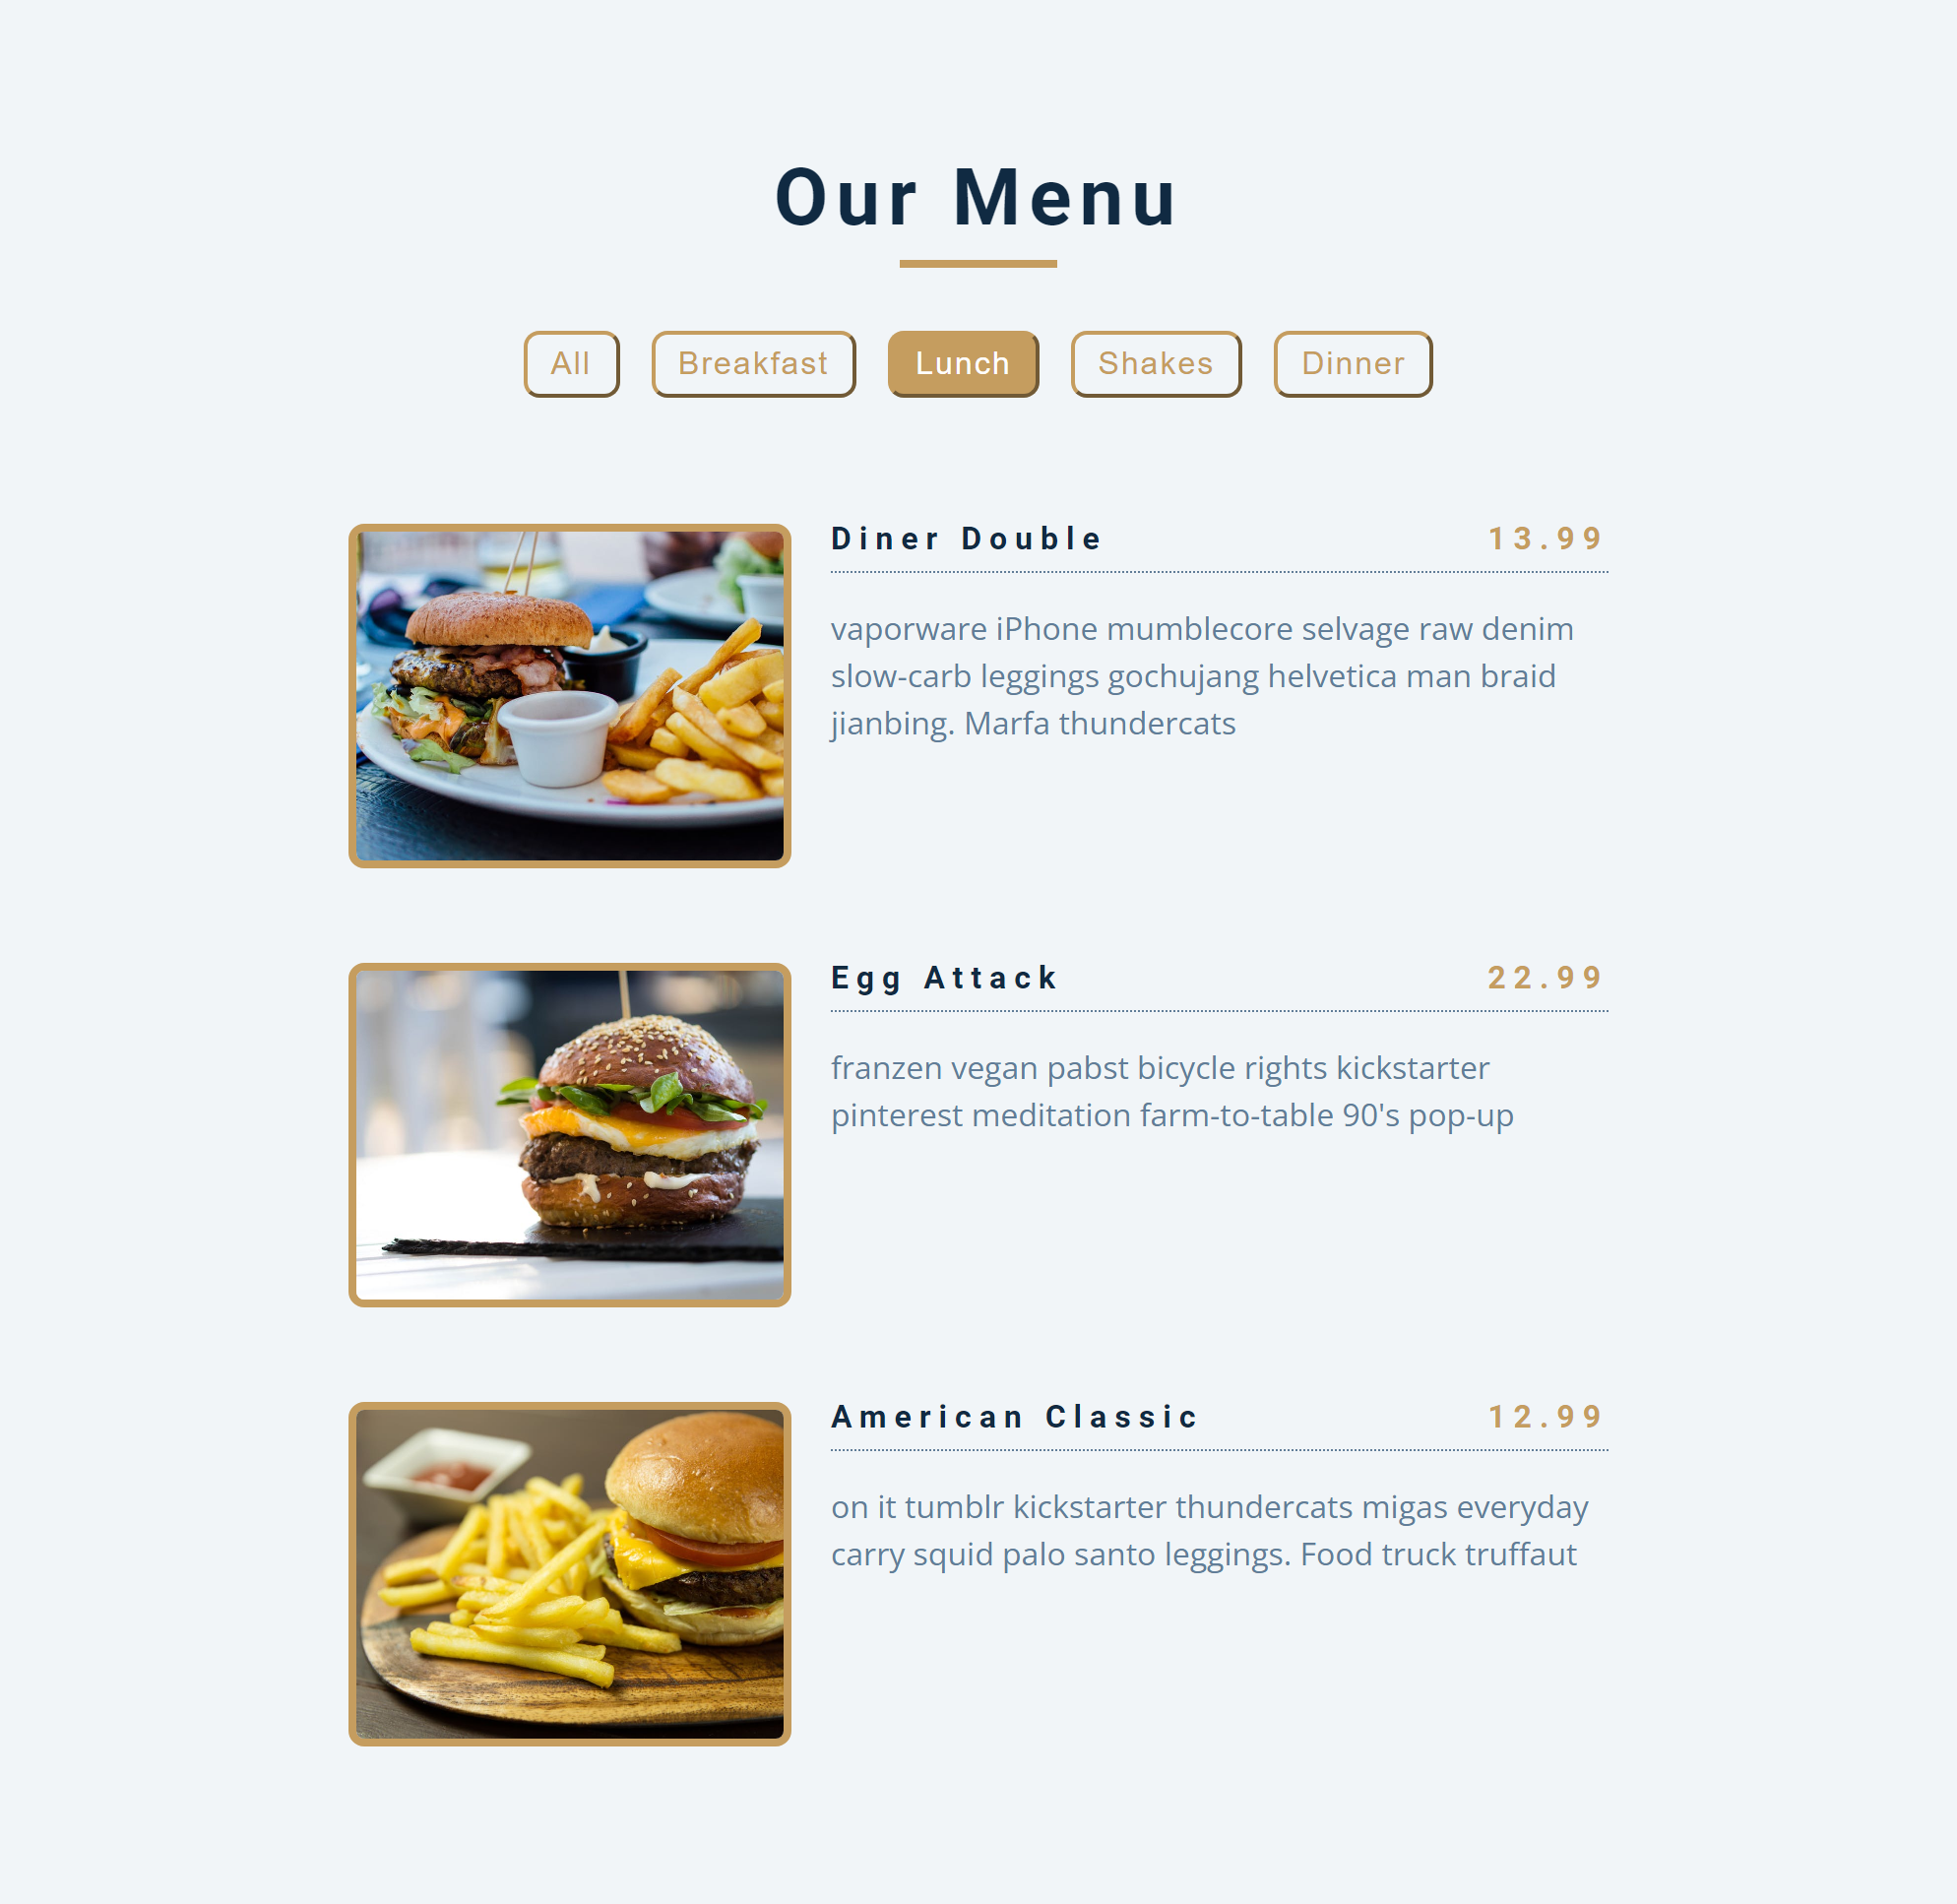 Our Menu
All Breakfast Lunch Shakes Dinner
Diner Double 13.99
vaporware iPhone mumblecore selvage raw denim
slow-carb leggings gochujang helvetica man braid
jianbing. Marfa thundercats
Egg Attack 22.99
franzen vegan pabst bicycle rights kickstarter
pinterest meditation farm-to-table 90's pop-up
American Classic 12.99
on it tumblr kickstarter thundercats migas everyday
carry squid palo santo leggings. Food truck truffaut